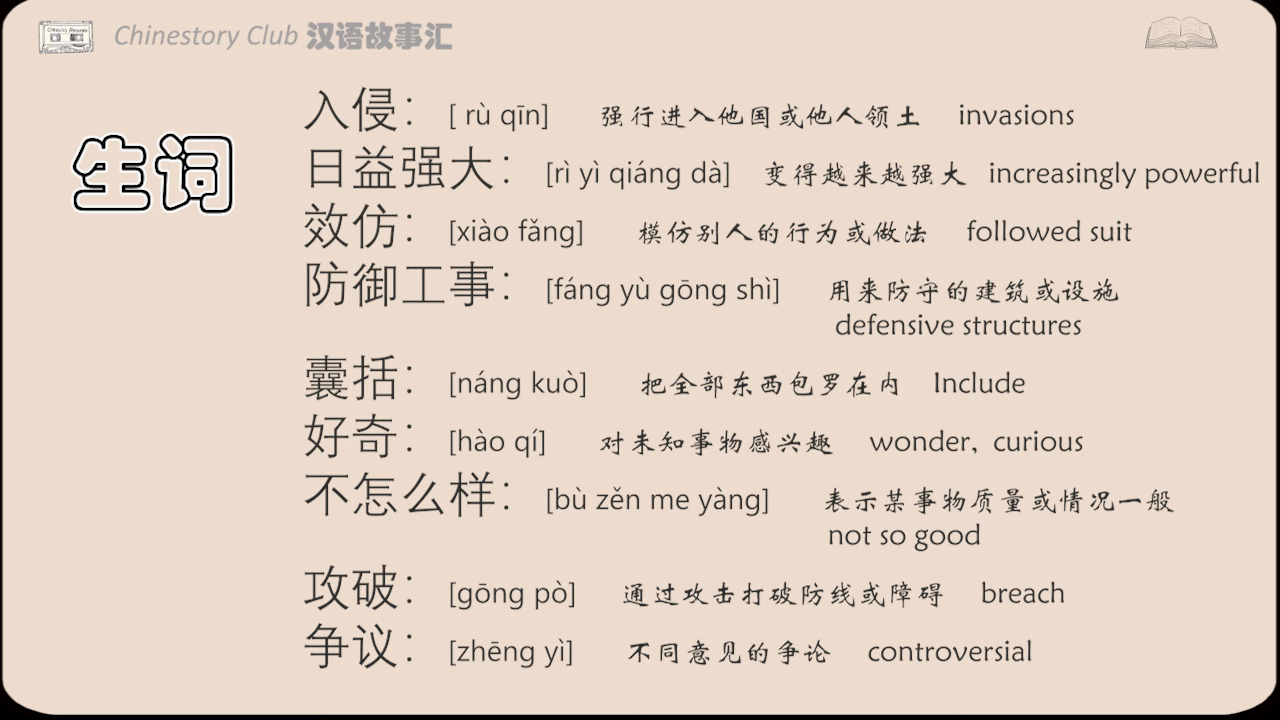 Chinestory Club 汉语故事汇
生词
入侵： [ rù qīn] 强行进入他国或他人领土 invasions
日益强大： [rì yì qiáng dà] 变得越来越强大 increasingly powerful
效仿： [xiào fǎng] 模仿别人的行为或做法 followed suit
防御工事： [fáng yù gōng shì] 用来防守的建筑或设施
defensive structures
囊括： [náng kuò] 把全部东西包罗在内 Include
好奇： [hào qí] 对未知事物感兴趣 wonder, curious
不怎么样： [bù zěn me yàng] 表示某事物质量或情况一般
not so good
攻破： [gōng pò] 通过攻击打破防线或障碍 breach
争议： [zhēng yì] 不同意见的争论 controversial